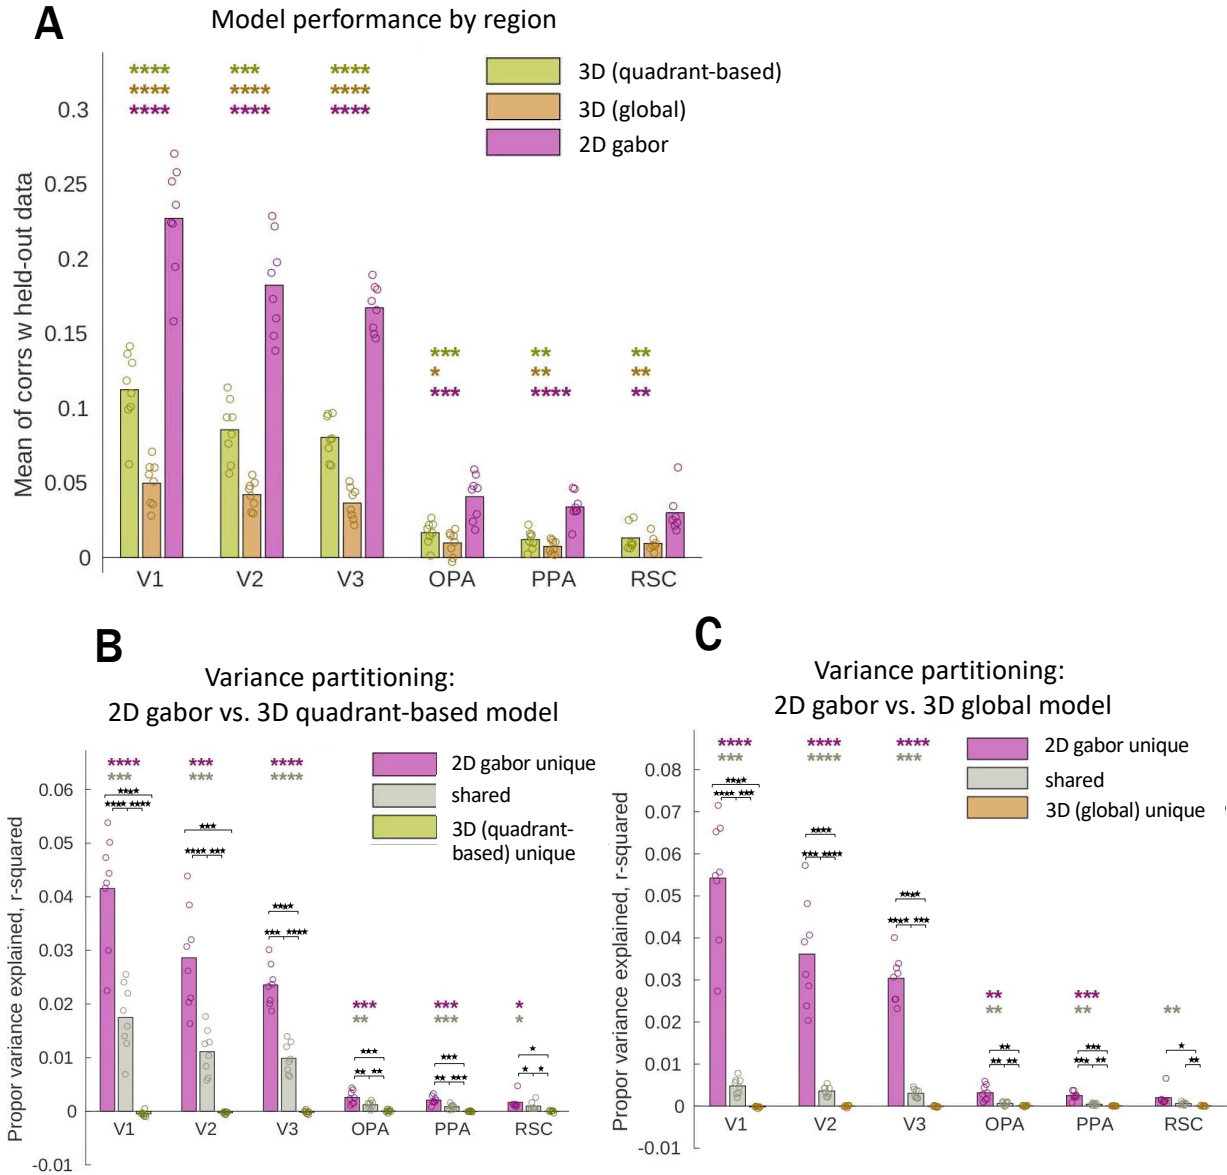 A
Model performance by region
3D (quadrant-based)
3D (global)
2D gabor
**** *** ****
**** **** ****
**** **** ****
*** ** **
* ** **
*** **** **
Mean of corrs w held-out data
0.3
0.25
0.2
0.15
0.1
0.05
0
V1 V2 V3 OPA PPA RSC
B
Variance partitioning:
2D gabor vs. 3D quadrant-based model
2D gabor unique
shared
3D (quadrant-
based) unique
**** *** ****
*** *** ****
**** *** ****
**** **** **** *** *** ****
*** *** *
** *** *
*** *** *
** ** ** *** * *
Propor variance explained, r-squared
0.06
0.05
0.04
0.03
0.02
0.01
0
-0.01
V1 V2 V3 OPA PPA RSC
C
Variance partitioning:
2D gabor vs. 3D global model
2D gabor unique
shared
3D (global) unique
**** **** ****
*** **** ***
**** **** ****
**** *** *** **** **** ***
** ***
** ** **
** *** *
** ** *** ** **
Propor variance explained, r-squared
0.08
0.07
0.06
0.05
0.04
0.03
0.02
0.01
0
-0.01
V1 V2 V3 OPA PPA RSC